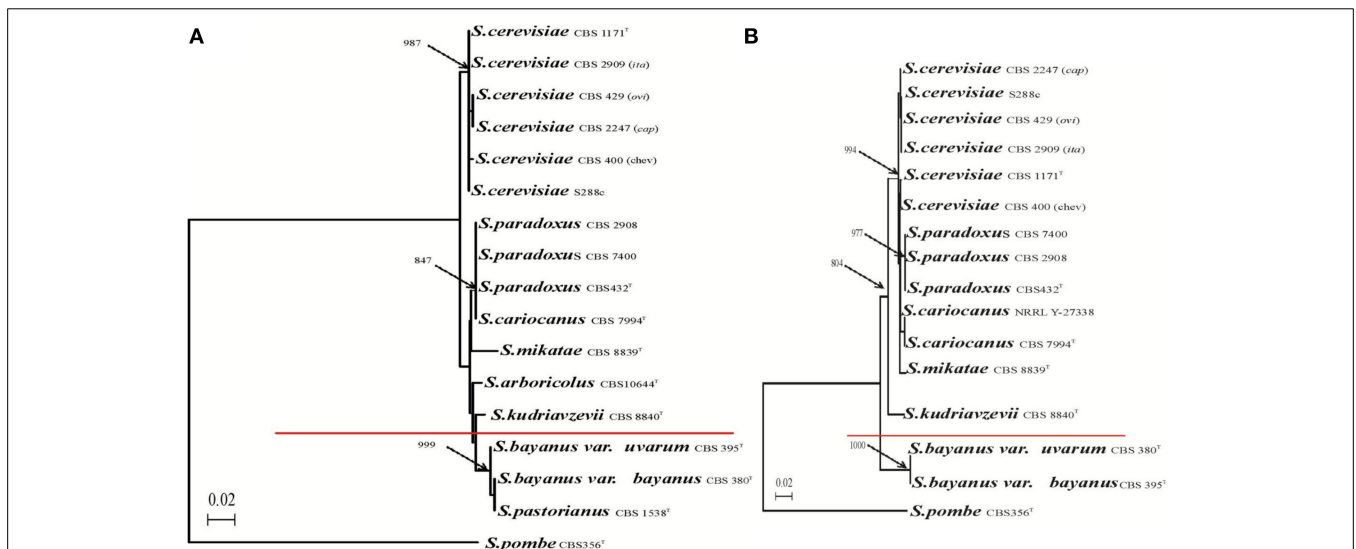 A
987
S.cerevisiae CBS 1171ᵀ
S.cerevisiae CBS 2909 (ita)
S.cerevisiae CBS 429 (ovi)
S.cerevisiae CBS 2247 (cap)
S.cerevisiae CBS 400 (chev)
S.cerevisiae S288c
S.paradoxus CBS 2908
S.paradoxus CBS 7400
847
S.paradoxus CBS432ᵀ
S.cariocanus CBS 7994ᵀ
S.mikatae CBS 8839ᵀ
S.arboricolus CBS10644ᵀ
S.kudriavzevii CBS 8840ᵀ
999
S.bayanus var. uvarum CBS 395ᵀ
S.bayanus var. bayanus CBS 380ᵀ
S.pastorianus CBS 1538ᵀ
0.02
S.pombe CBS356ᵀ
B
S.cerevisiae CBS 2247 (cap)
S.cerevisiae S288c
S.cerevisiae CBS 429 (ovi)
S.cerevisiae CBS 2909 (ita)
994
S.cerevisiae CBS 1171ᵀ
S.cerevisiae CBS 400 (chev)
S.paradoxus CBS 7400
977
S.paradoxus CBS 2908
804
S.paradoxus CBS432ᵀ
S.cariocanus NRRL Y-27338
S.cariocanus CBS 7994ᵀ
S.mikatae CBS 8839ᵀ
S.kudriavzevii CBS 8840ᵀ
1000
S.bayanus var. uvarum CBS 380ᵀ
S.bayanus var. bayanus CBS 395ᵀ
0.02
S.pombe CBS356ᵀ